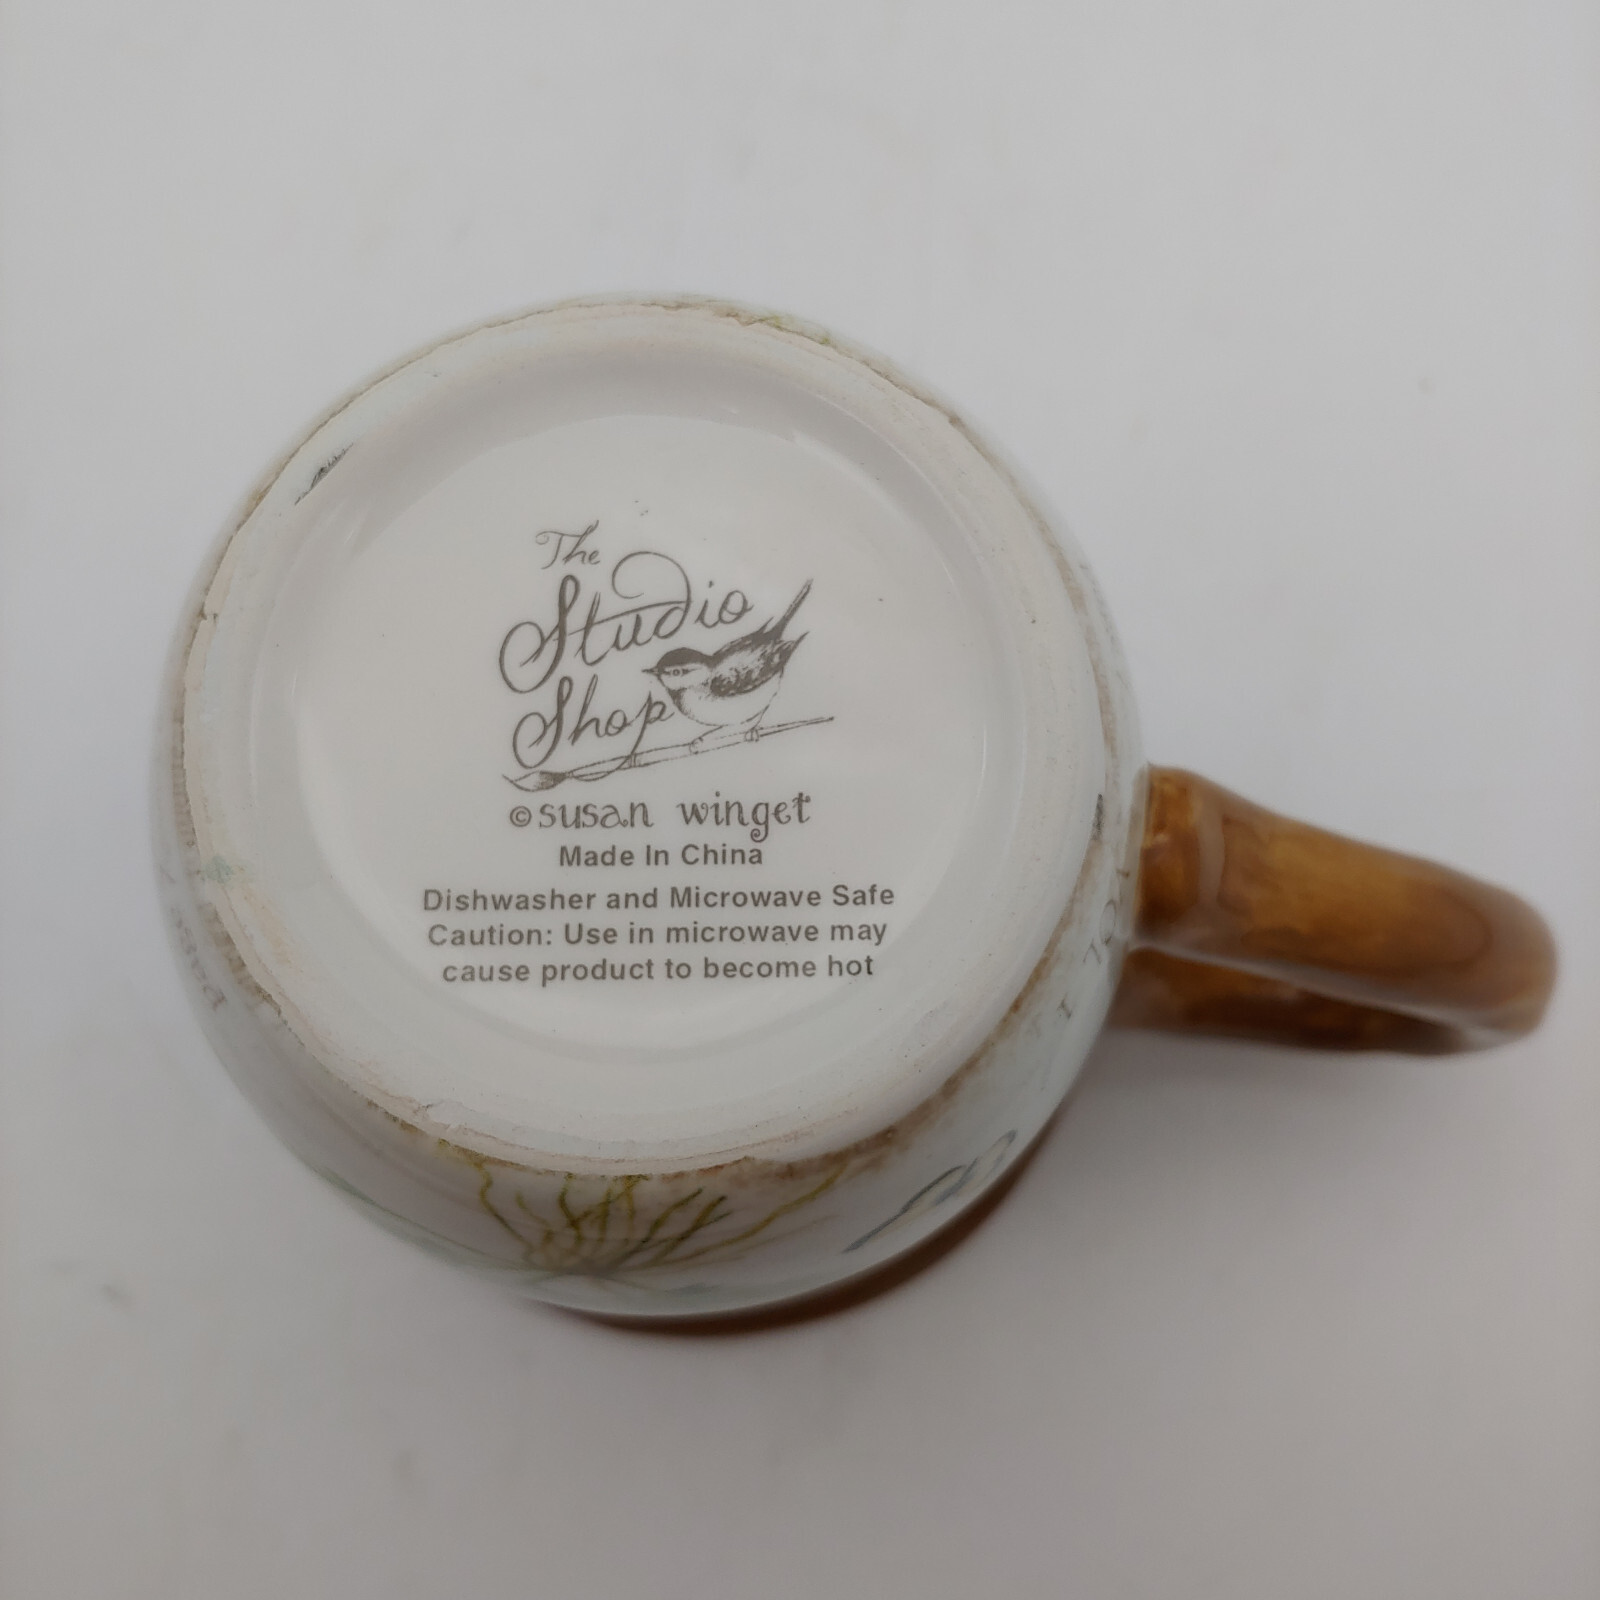 The
Studio
Shop
© susan winget
Made In China
Dishwasher and Microwave Safe
Caution: Use in microwave may
cause product to become hot